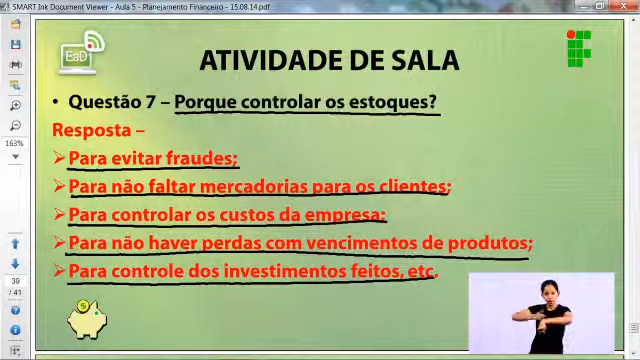 SMART Ink Document Viewer - Aula 5 - Planejamento Financeiro - 15.08.14.pdf
EaD
ATIVIDADE DE SALA
• Questão 7 – Porque controlar os estoques?
Resposta –
Para evitar fraudes;
Para não faltar mercadorias para os clientes;
Para controlar os custos da empresa;
Para não haver perdas com vencimentos de produtos;
Para controle dos investimentos feitos, etc.
163%
39
/ 41
$